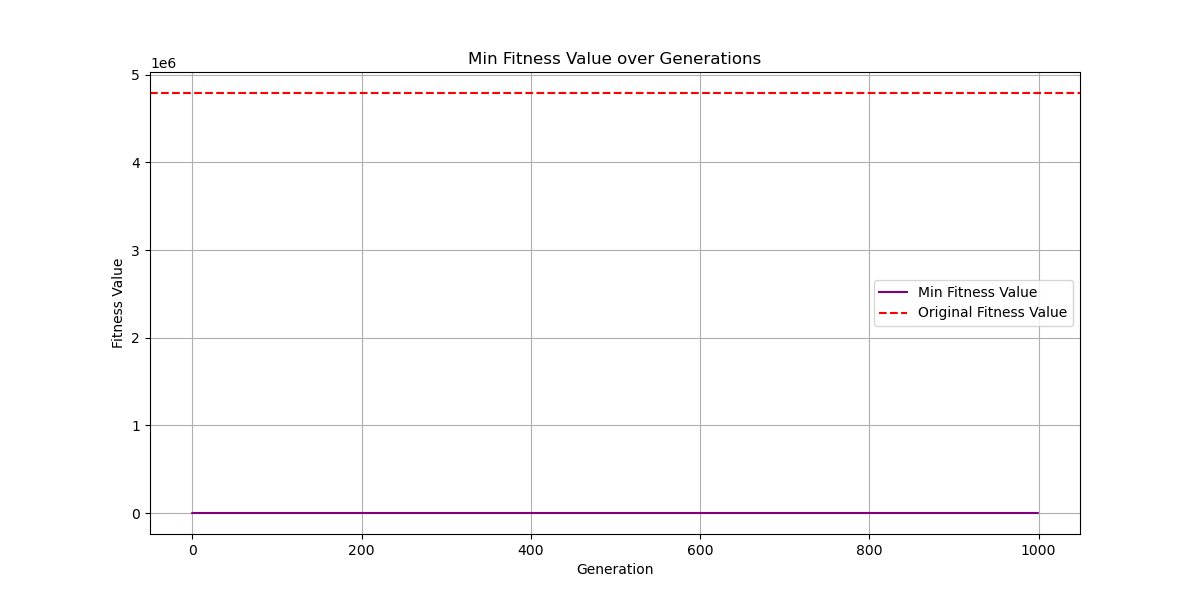 Min Fitness Value over Generations
1e6
5
4
3
2
1
0
Fitness Value
Min Fitness Value
Original Fitness Value
0 200 400 600 800 1000
Generation